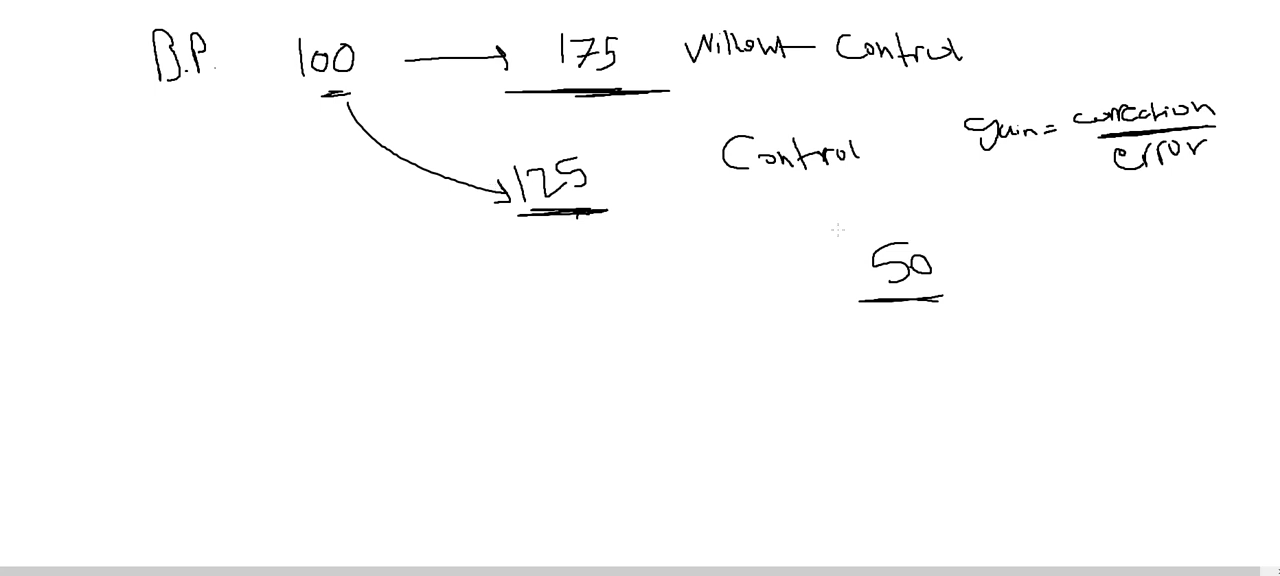 B.P. 100 → 175 Without Control
Control gain = correction / error
125
50